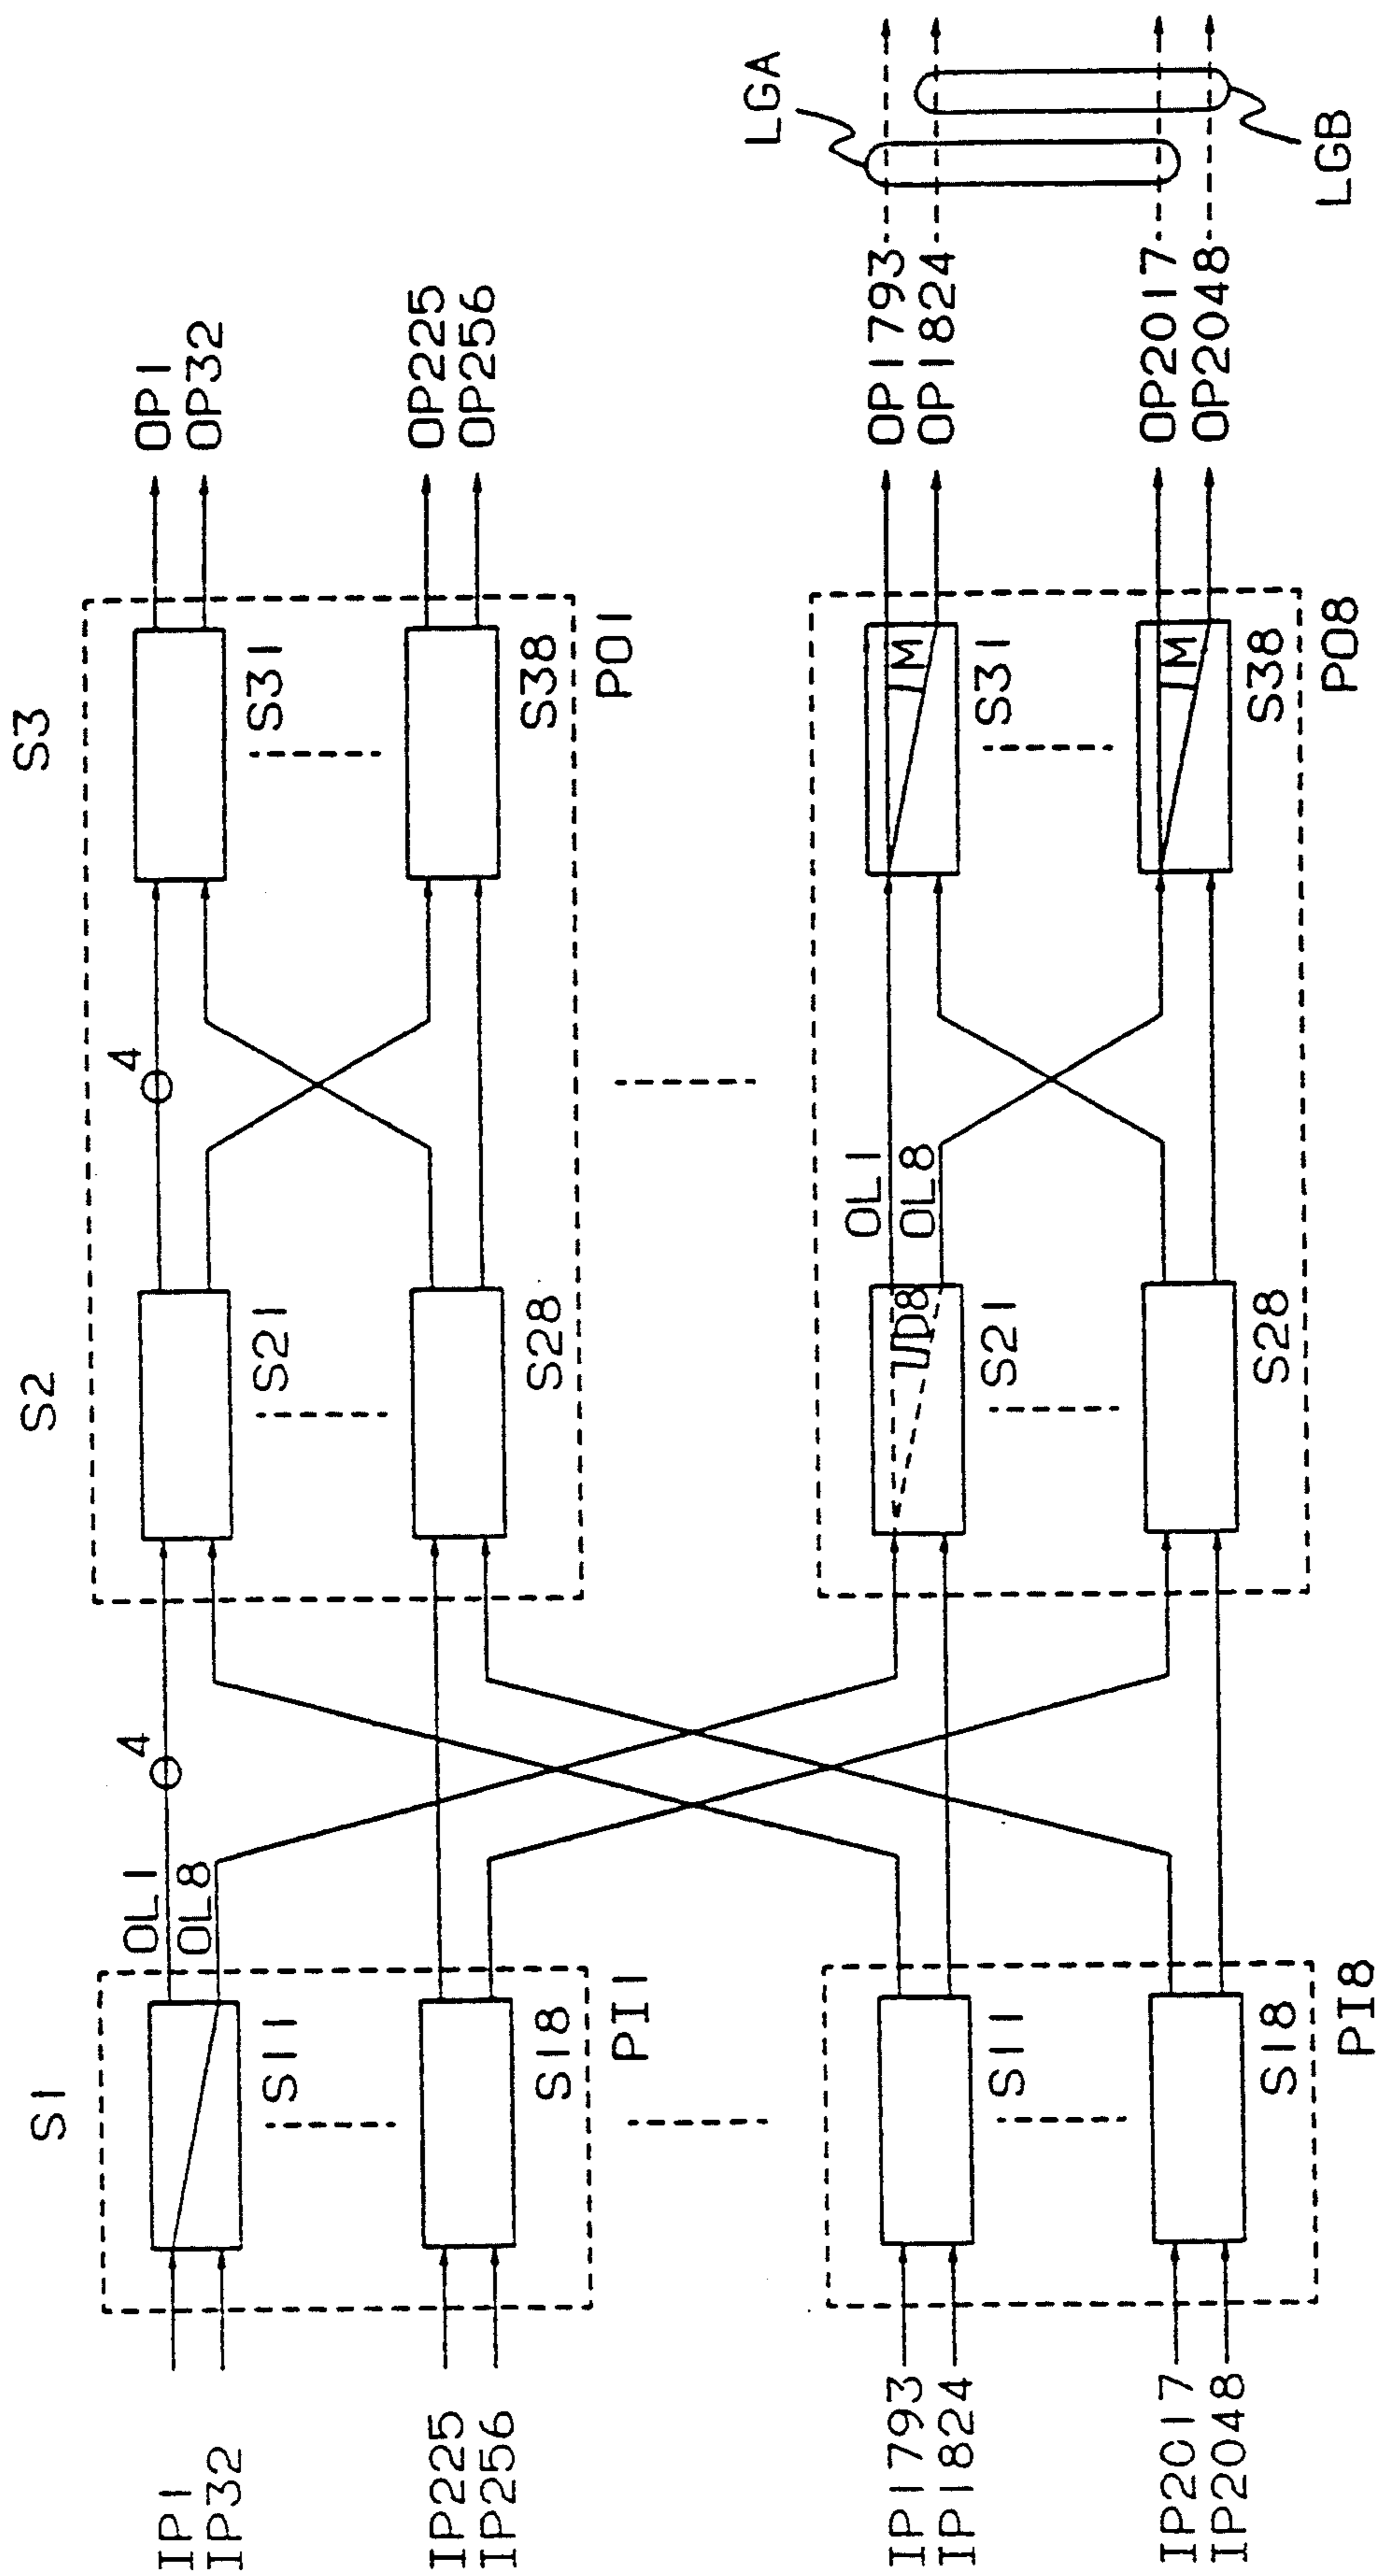 S1
S2
S3
IP1
IP32
OL1
OL8
4
4
OP1
OP32
S11
S21
S31
IP225
IP256
OP225
OP256
S18
S28
S38
PI1
PO1
LGA
IP1793
IP1824
OL1
OL8
M
OP1793
OP1824
S11
S21
S31
IP2017
IP2048
M
OP2017
OP2048
S18
S28
S38
PI8
PO8
LGB